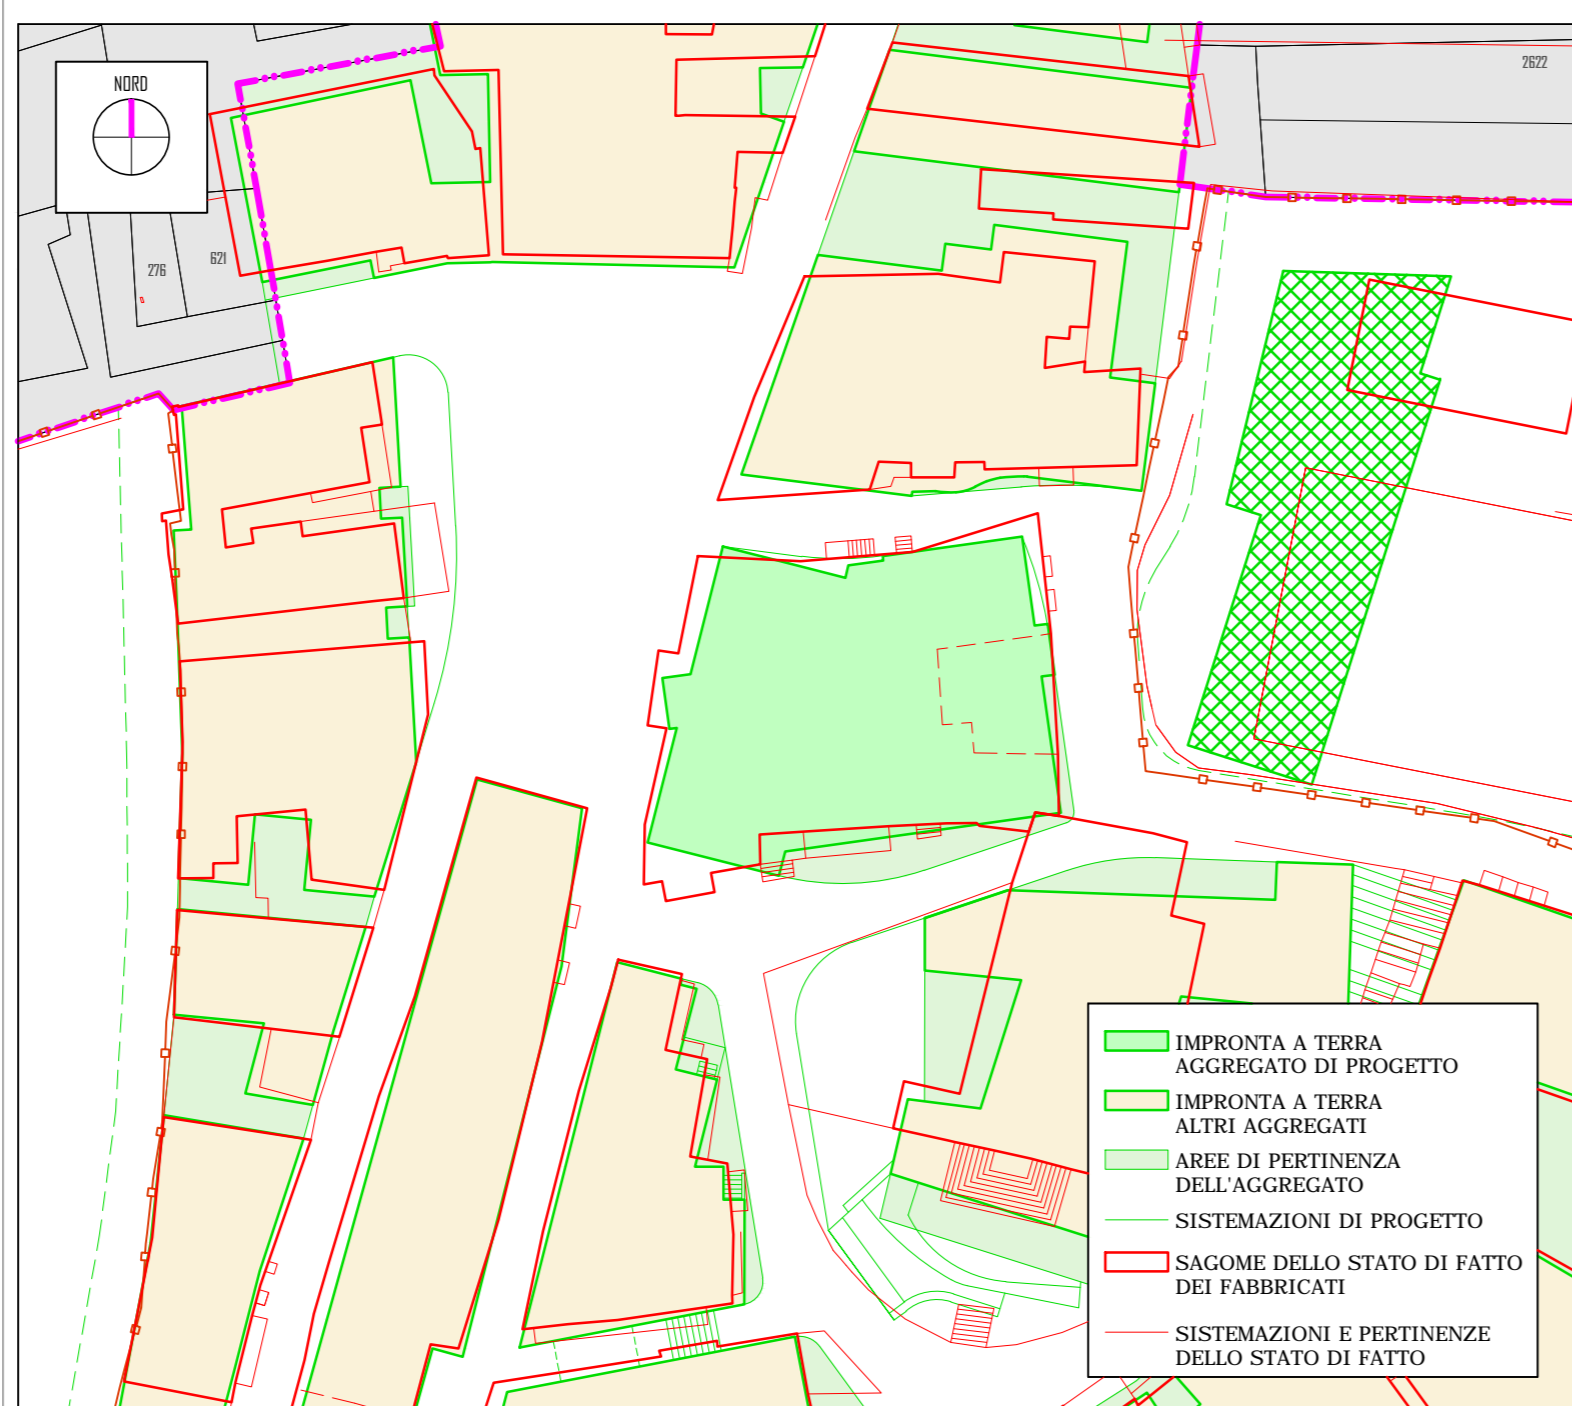 NORD
2622
621
276
IMPRONTA A TERRA
AGGREGATO DI PROGETTO
IMPRONTA A TERRA
ALTRI AGGREGATI
AREE DI PERTINENZA
DELL'AGGREGATO
SISTEMAZIONI DI PROGETTO
SAGOME DELLO STATO DI FATTO
DEI FABBRICATI
SISTEMAZIONI E PERTINENZE
DELLO STATO DI FATTO